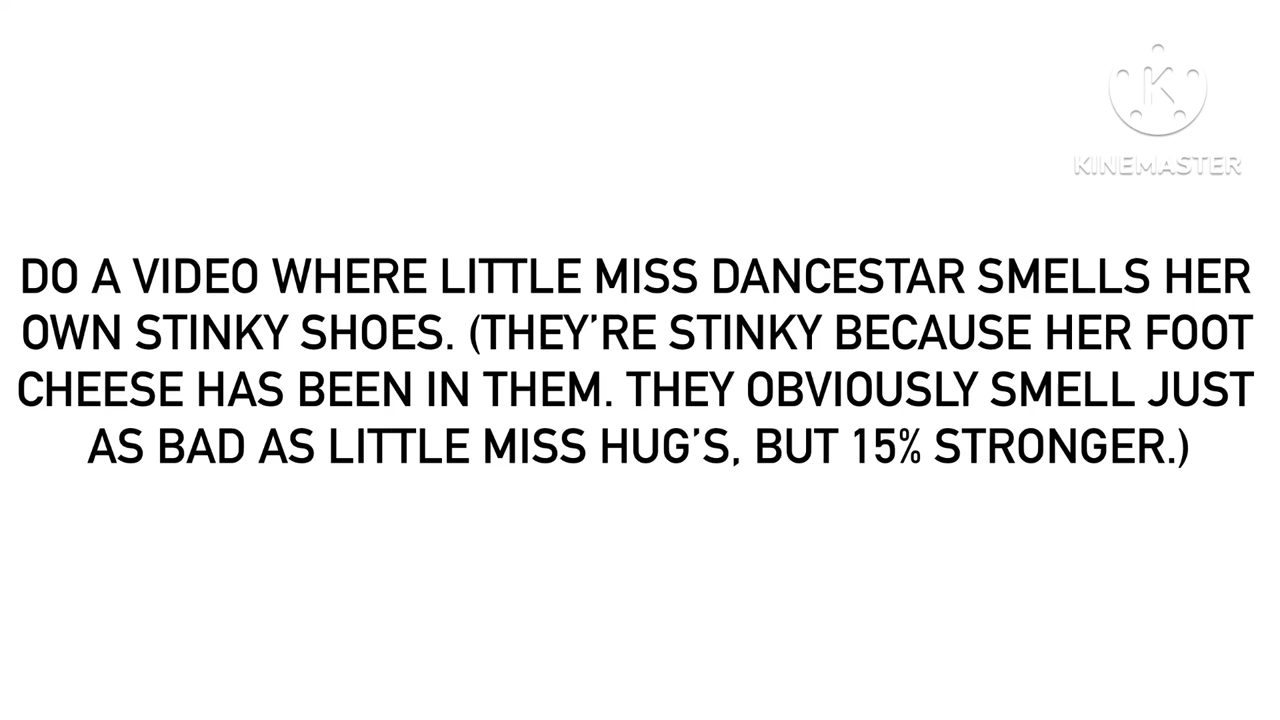 KINEMASTER
DO A VIDEO WHERE LITTLE MISS DANCESTAR SMELLS HER
OWN STINKY SHOES. (THEY'RE STINKY BECAUSE HER FOOT
CHEESE HAS BEEN IN THEM. THEY OBVIOUSLY SMELL JUST
AS BAD AS LITTLE MISS HUG'S, BUT 15% STRONGER.)